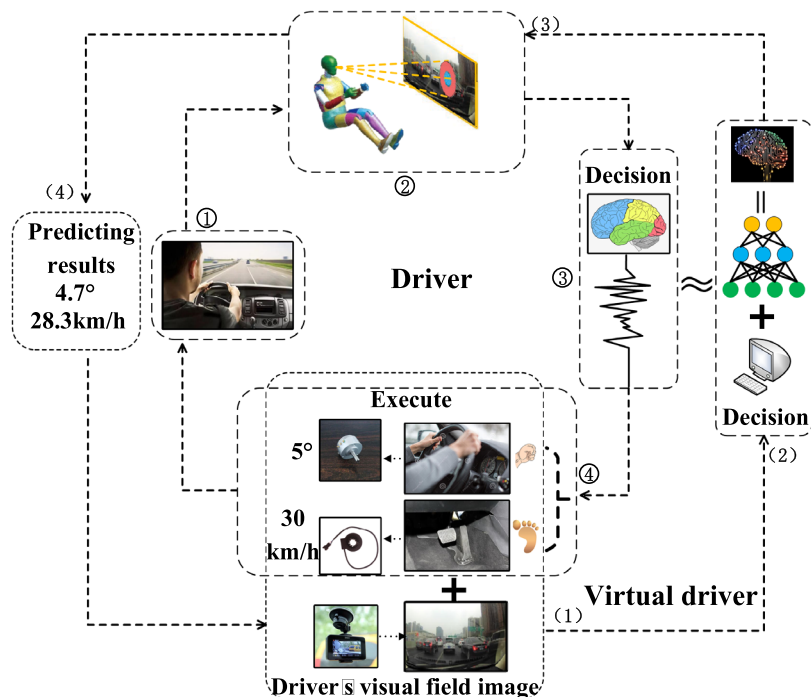 (3)
②
(4)
①
Predicting
results
4.7°
28.3km/h
Driver
Decision
③
≈
=
+
Decision
(2)
Execute
5°
④
30
km/h
+
(1)
Virtual driver
Driver s visual field image